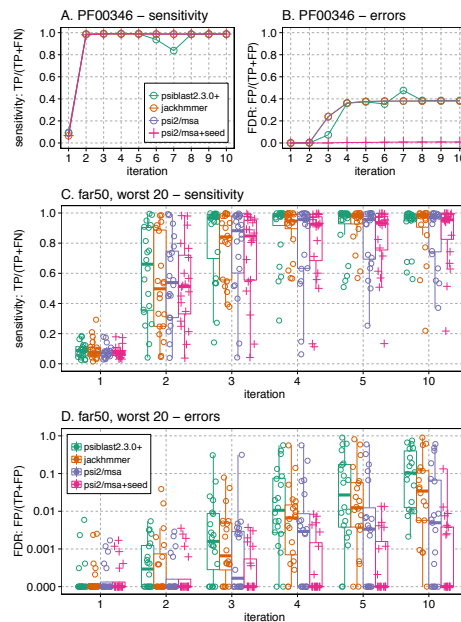 A. PF00346 – sensitivity
sensitivity: TP/(TP+FN)
1.0
0.8
0.6
0.4
0.2
0.0
psiblast2.3.0+
jackhmmer
psi2/msa
psi2/msa+seed
1 2 3 4 5 6 7 8 9 10
iteration
B. PF00346 – errors
FDR: FP/(TP+FP)
1.0
0.8
0.6
0.4
0.2
0.0
1 2 3 4 5 6 7 8 9 10
iteration
C. far50, worst 20 – sensitivity
sensitivity: TP/(TP+FN)
1.0
0.8
0.6
0.4
0.2
0.0
1 2 3 4 5 10
iteration
D. far50, worst 20 – errors
FDR: FP/(TP+FP)
1.0
0.1
0.01
0.001
0.000
psiblast2.3.0+
jackhmmer
psi2/msa
psi2/msa+seed
1 2 3 4 5 10
iteration